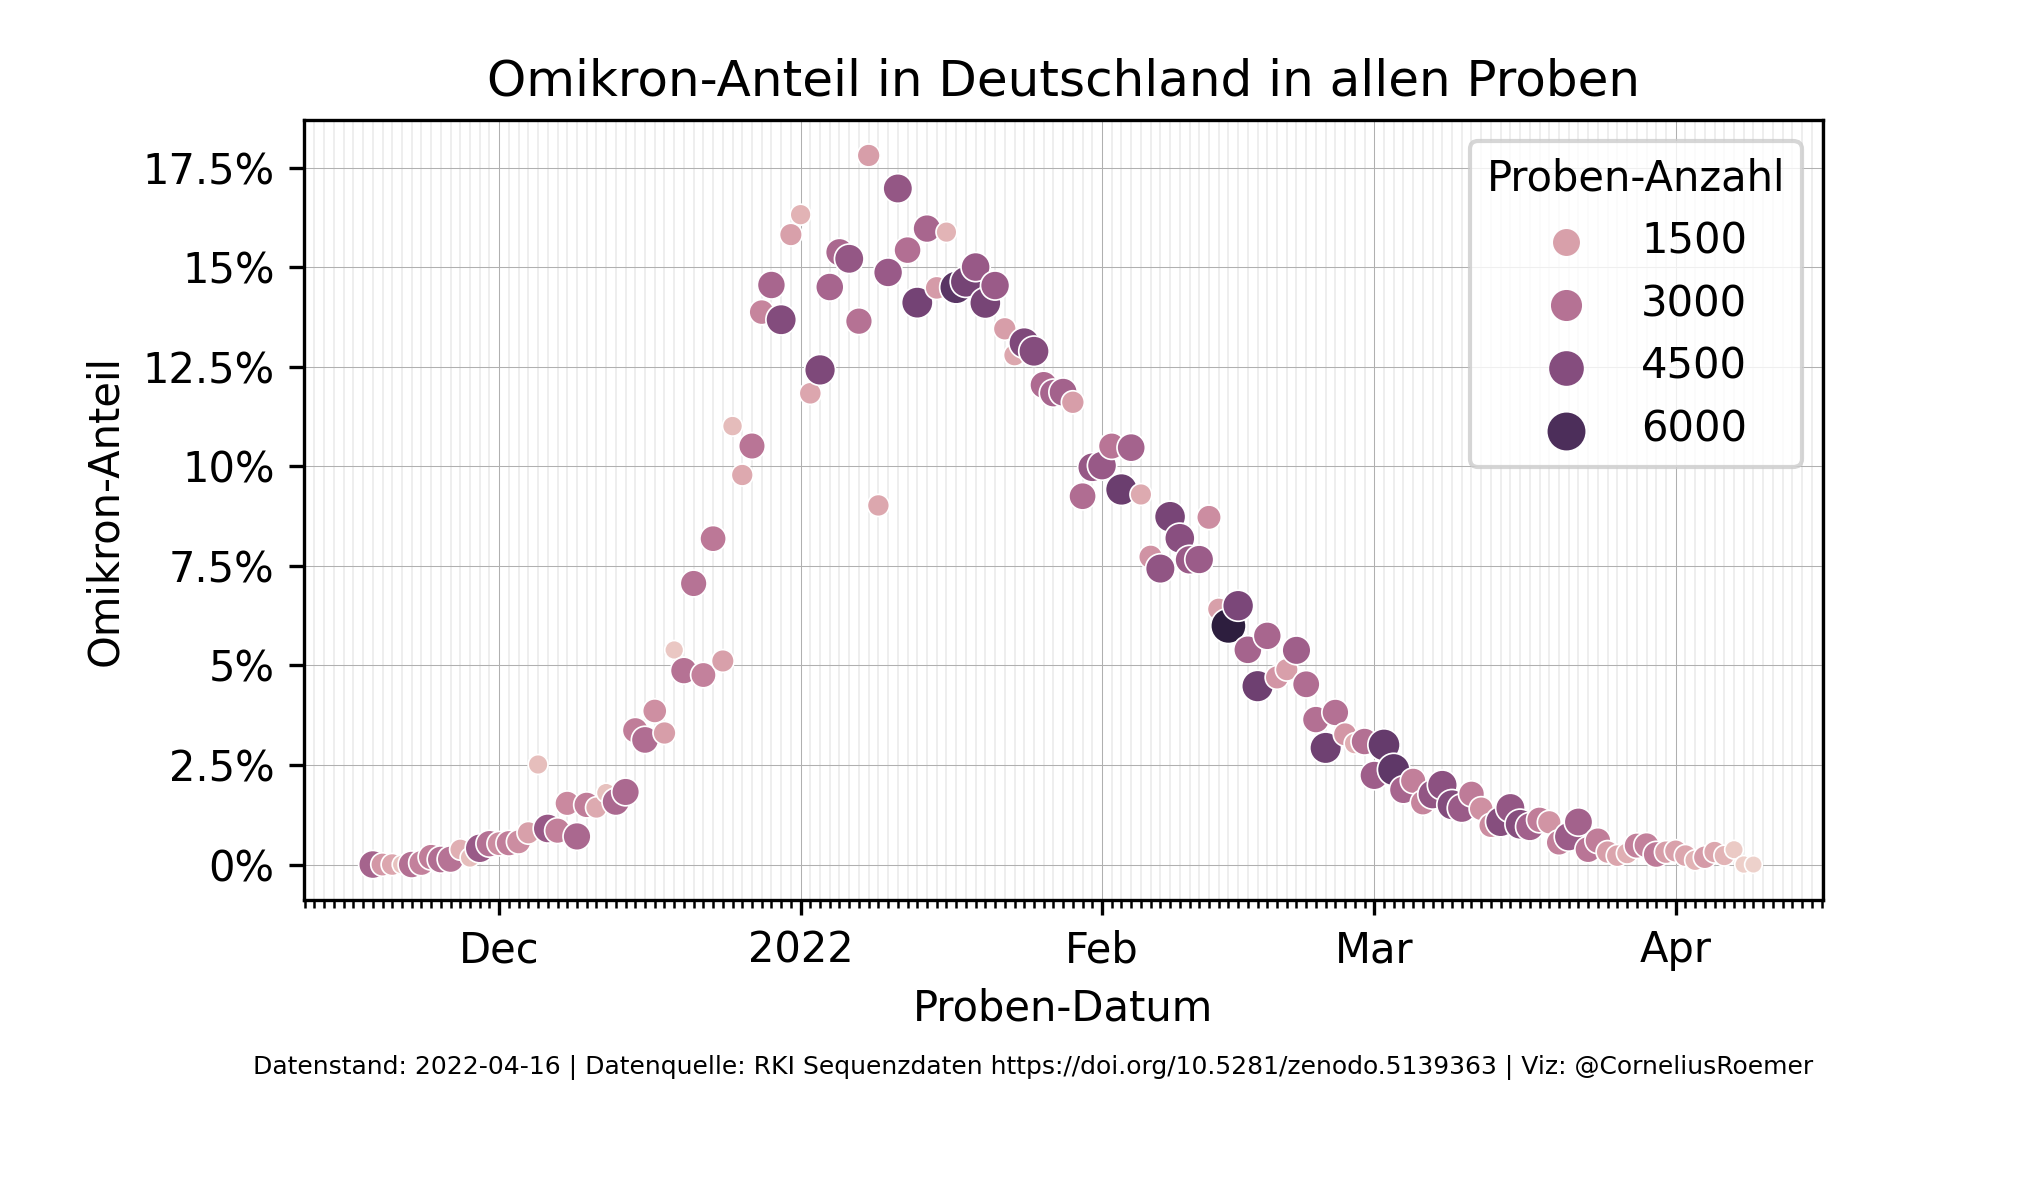 Omikron-Anteil in Deutschland in allen Proben
Omikron-Anteil
17.5%
15%
12.5%
10%
7.5%
5%
2.5%
0%
Proben-Anzahl
1500
3000
4500
6000
Dec
2022
Feb
Mar
Apr
Proben-Datum
Datenstand: 2022-04-16 | Datenquelle: RKI Sequenzdaten https://doi.org/10.5281/zenodo.5139363 | Viz: @CorneliusRoemer